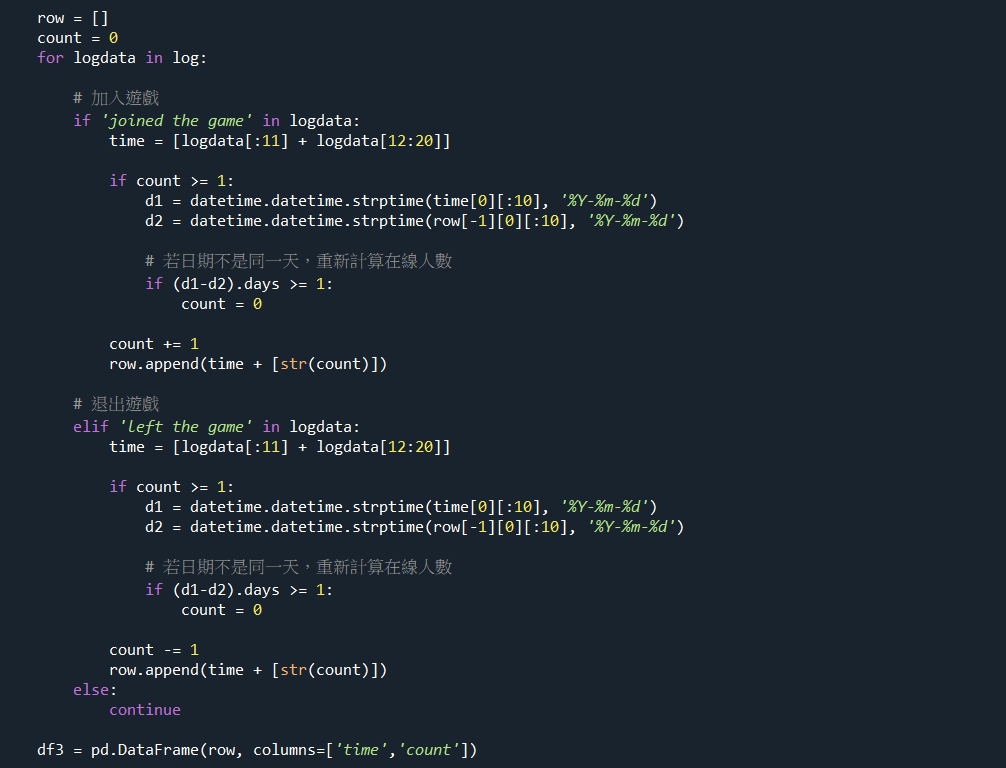 row = []
count = 0
for logdata in log:
# 加入遊戲
if 'joined the game' in logdata:
time = [logdata[:11] + logdata[12:20]]
if count >= 1:
d1 = datetime.datetime.strptime(time[0][:10], '%Y-%m-%d')
d2 = datetime.datetime.strptime(row[-1][0][:10], '%Y-%m-%d')
# 若日期不是同一天，重新計算在線人數
if (d1-d2).days >= 1:
count = 0
count += 1
row.append(time + [str(count)])
# 退出遊戲
elif 'left the game' in logdata:
time = [logdata[:11] + logdata[12:20]]
if count >= 1:
d1 = datetime.datetime.strptime(time[0][:10], '%Y-%m-%d')
d2 = datetime.datetime.strptime(row[-1][0][:10], '%Y-%m-%d')
# 若日期不是同一天，重新計算在線人數
if (d1-d2).days >= 1:
count = 0
count -= 1
row.append(time + [str(count)])
else:
continue
df3 = pd.DataFrame(row, columns=['time','count'])